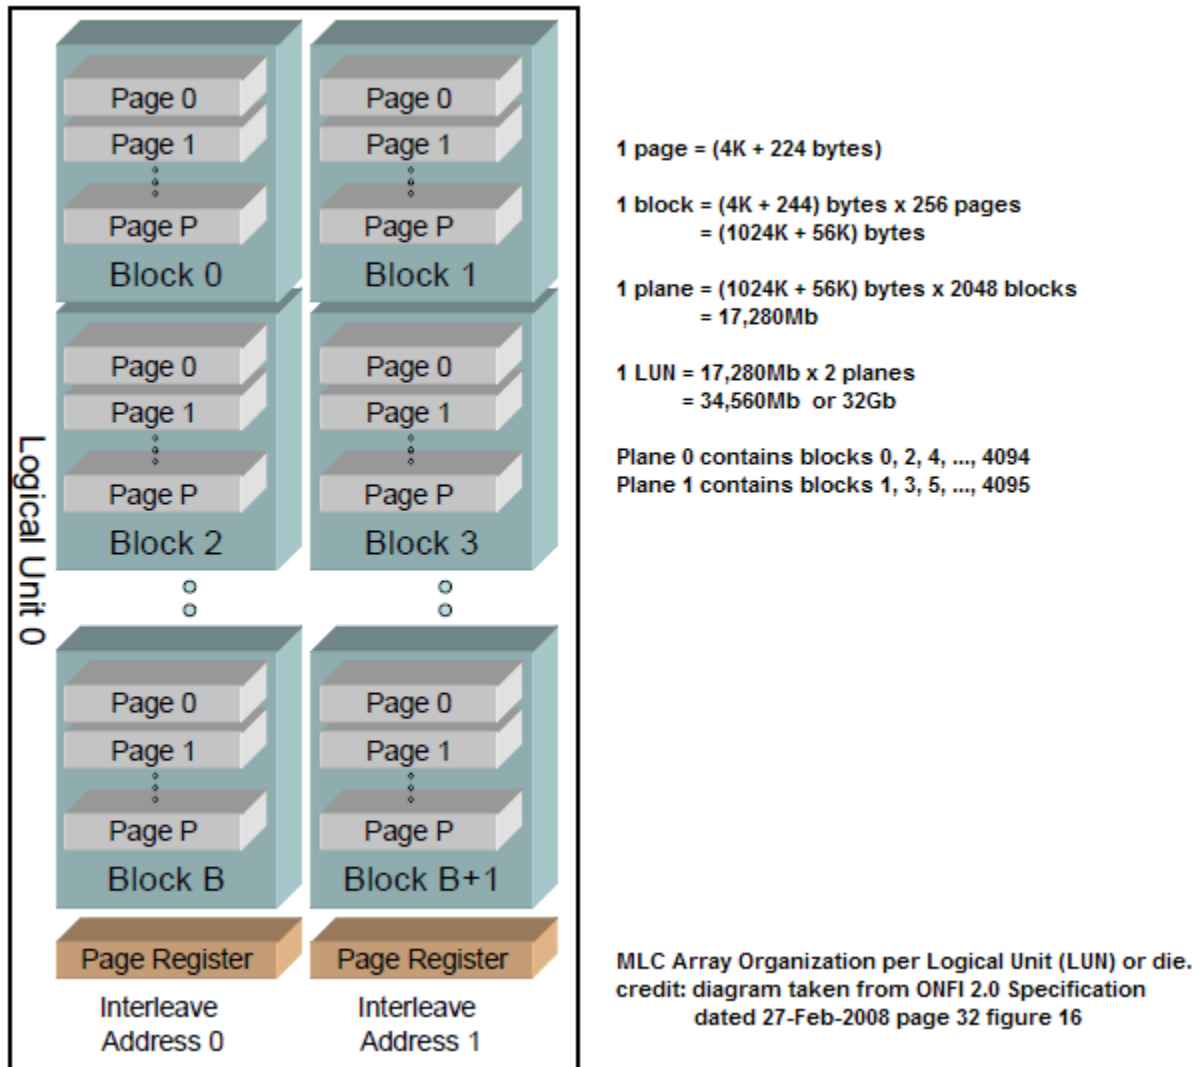 Logical Unit 0
Page 0
Page 1
Page P
Block 0
Page 0
Page 1
Page P
Block 1
Page 0
Page 1
Page P
Block 2
Page 0
Page 1
Page P
Block 3
Page 0
Page 1
Page P
Block B
Page 0
Page 1
Page P
Block B+1
Page Register
Page Register
Interleave
Address 0
Interleave
Address 1
1 page = (4K + 224 bytes)
1 block = (4K + 244) bytes x 256 pages
= (1024K + 56K) bytes
1 plane = (1024K + 56K) bytes x 2048 blocks
= 17,280Mb
1 LUN = 17,280Mb x 2 planes
= 34,560Mb or 32Gb
Plane 0 contains blocks 0, 2, 4, ..., 4094
Plane 1 contains blocks 1, 3, 5, ..., 4095
MLC Array Organization per Logical Unit (LUN) or die.
credit: diagram taken from ONFI 2.0 Specification
dated 27-Feb-2008 page 32 figure 16